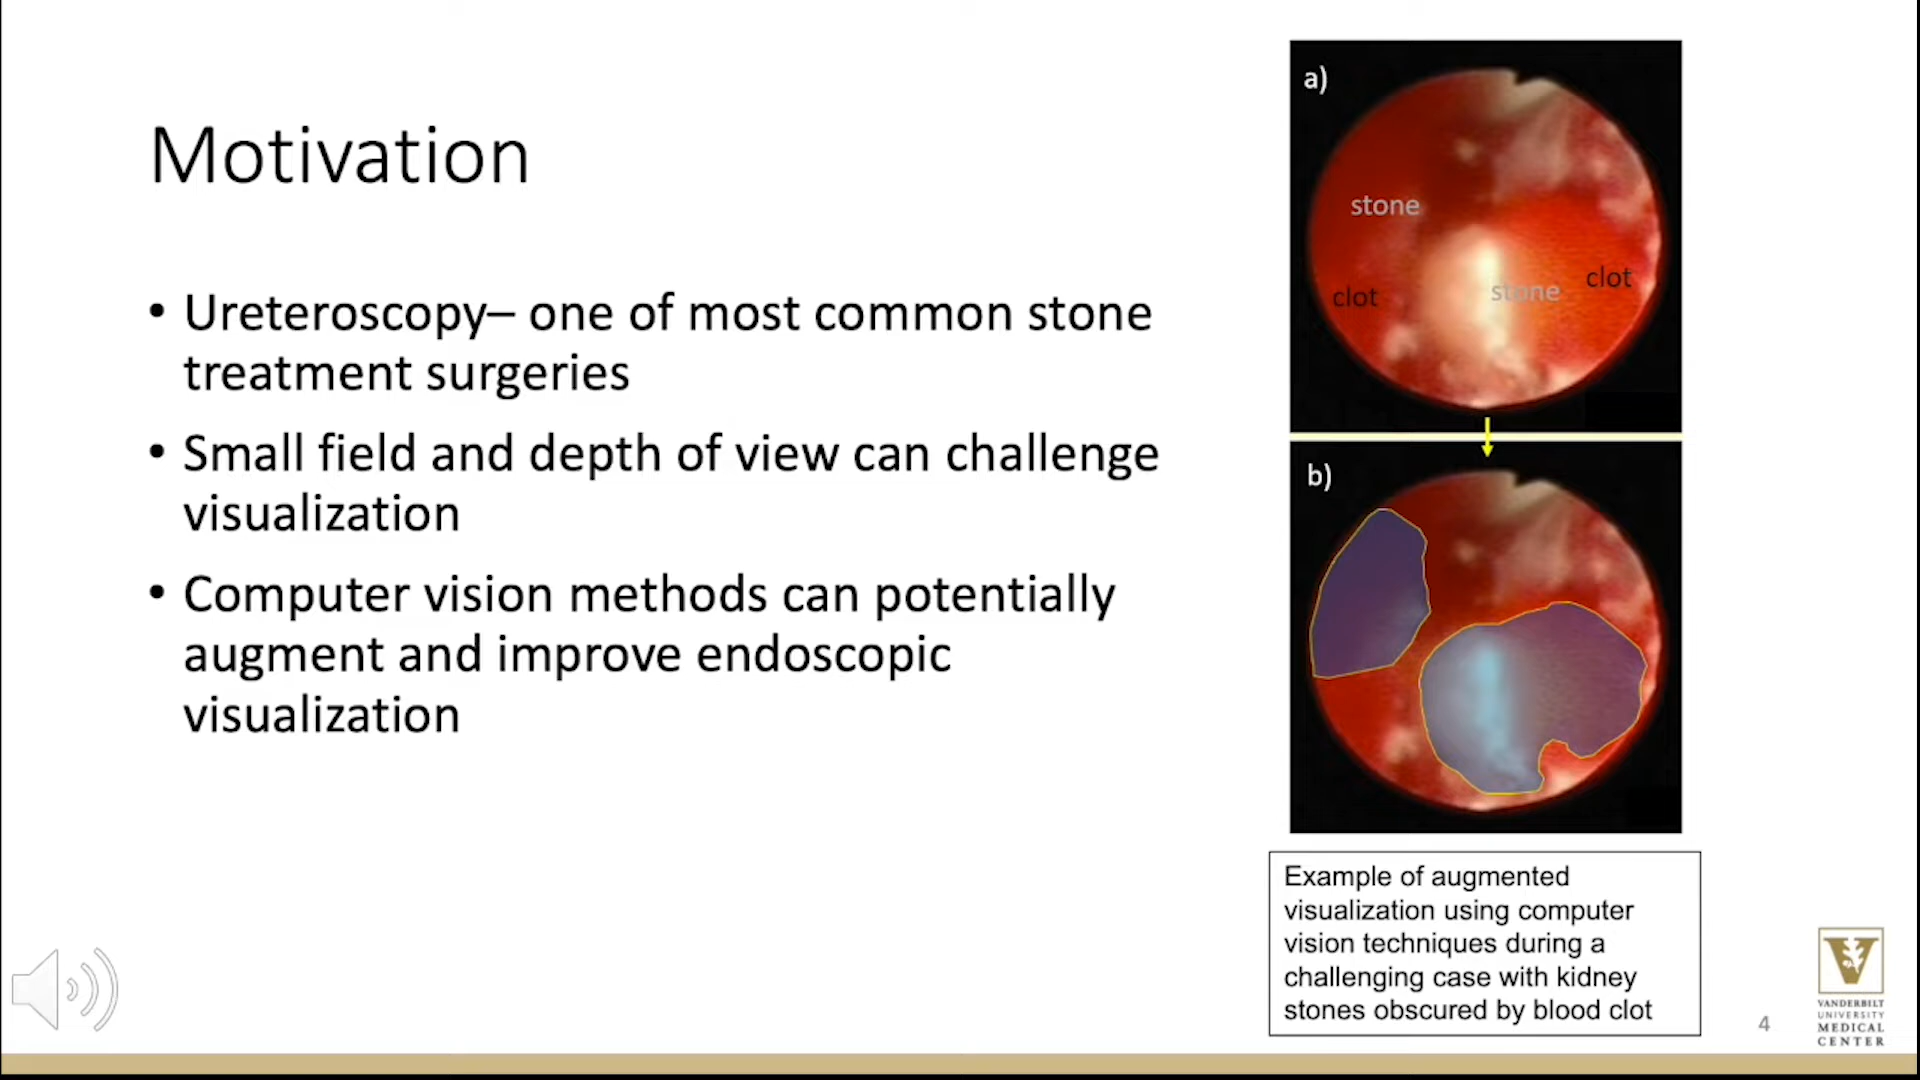 Motivation
• Ureteroscopy– one of most common stone
treatment surgeries
• Small field and depth of view can challenge
visualization
• Computer vision methods can potentially
augment and improve endoscopic
visualization
a)
stone
clot
stone
clot
b)
Example of augmented
visualization using computer
vision techniques during a
challenging case with kidney
stones obscured by blood clot
4
V
VANDERBILT
UNIVERSITY
MEDICAL
CENTER